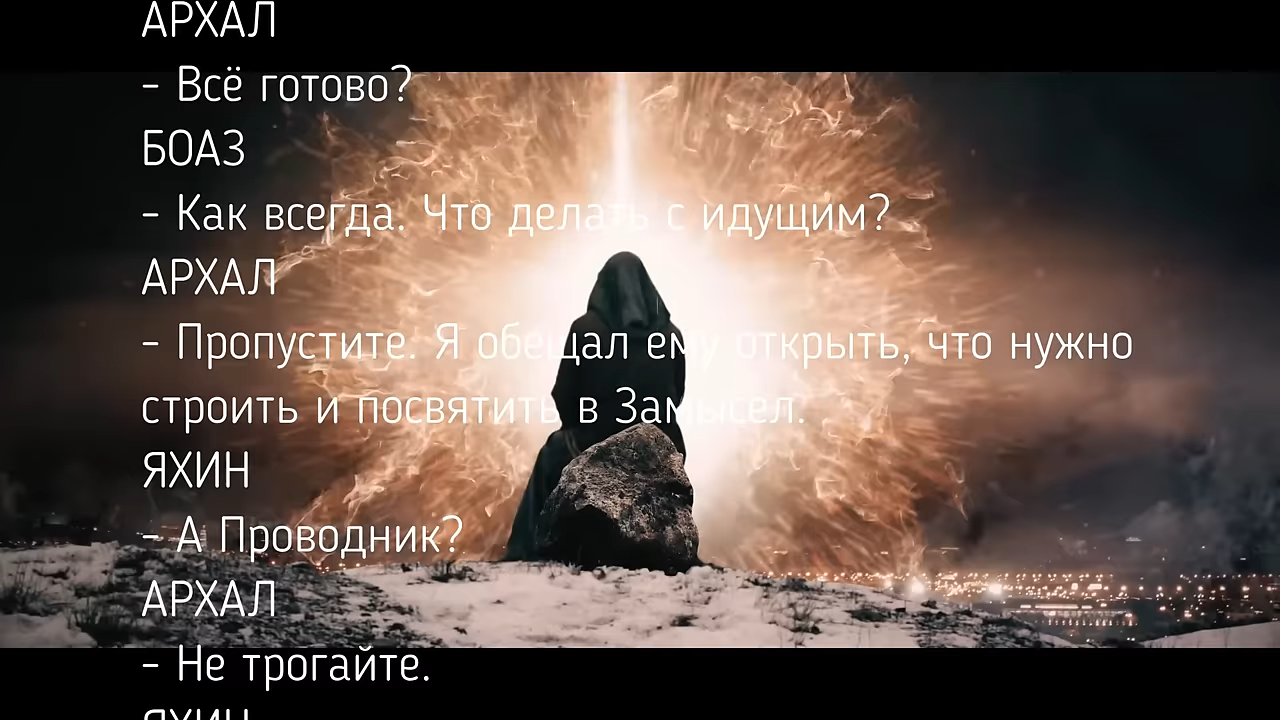 АРХАЛ
- Всё готово?
БОАЗ
- Как всегда. Что делать с идущим?
АРХАЛ
- Пропустите. Я обещал ему открыть, что нужно
строить и посвятить в Замысел.
ЯХИН
- А Проводник?
АРХАЛ
- Не трогайте.
ЯХИН